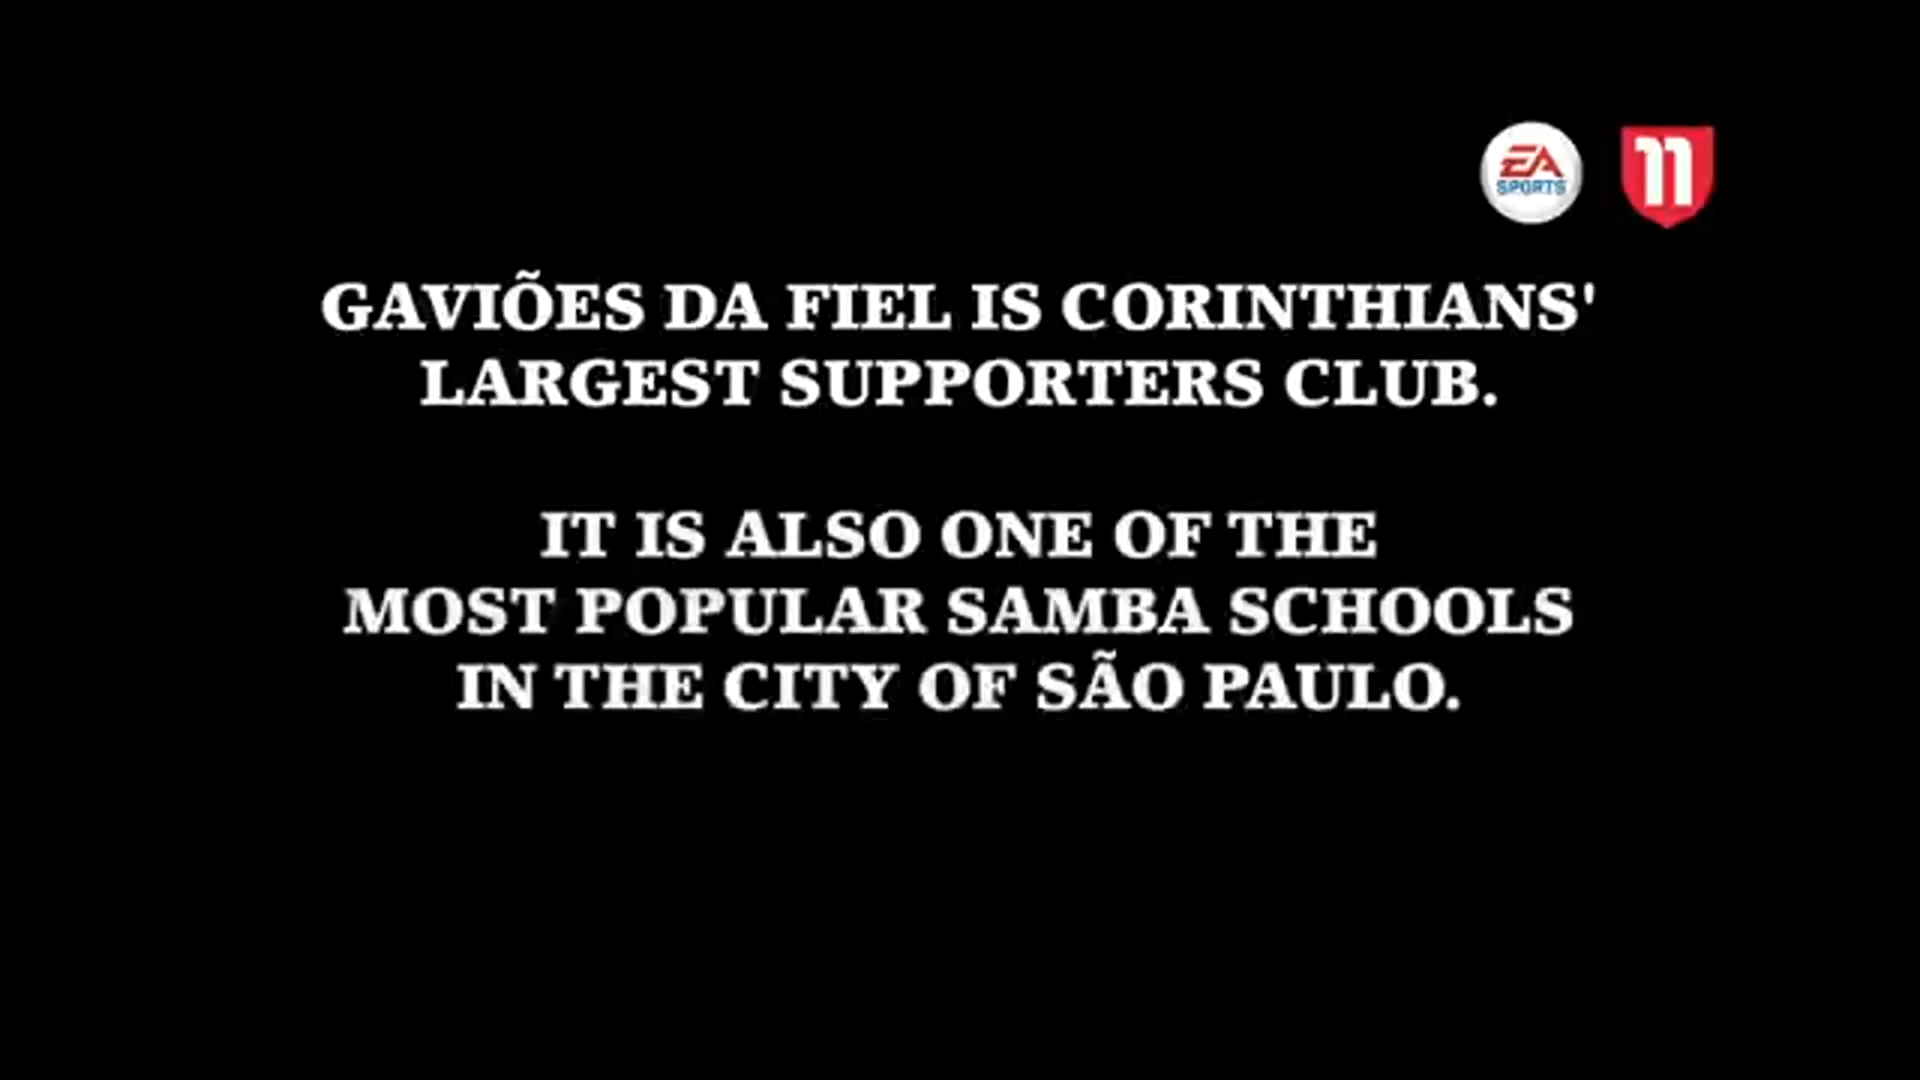 EA
SPORTS
11
GAVIÕES DA FIEL IS CORINTHIANS'
LARGEST SUPPORTERS CLUB.
IT IS ALSO ONE OF THE
MOST POPULAR SAMBA SCHOOLS
IN THE CITY OF SÃO PAULO.